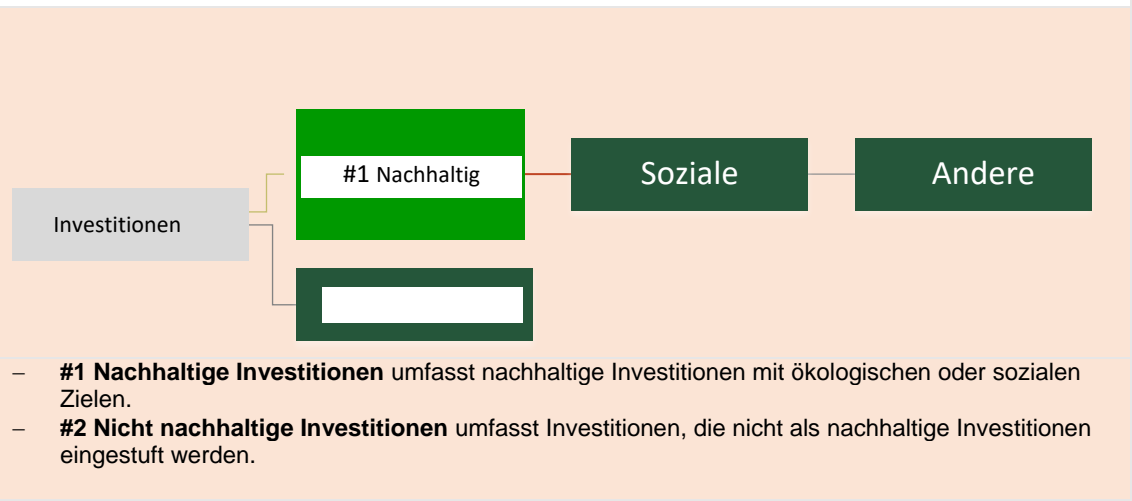 #1 Nachhaltig
Soziale
Andere
Investitionen
– #1 Nachhaltige Investitionen umfasst nachhaltige Investitionen mit ökologischen oder sozialen
Zielen.
– #2 Nicht nachhaltige Investitionen umfasst Investitionen, die nicht als nachhaltige Investitionen
eingestuft werden.